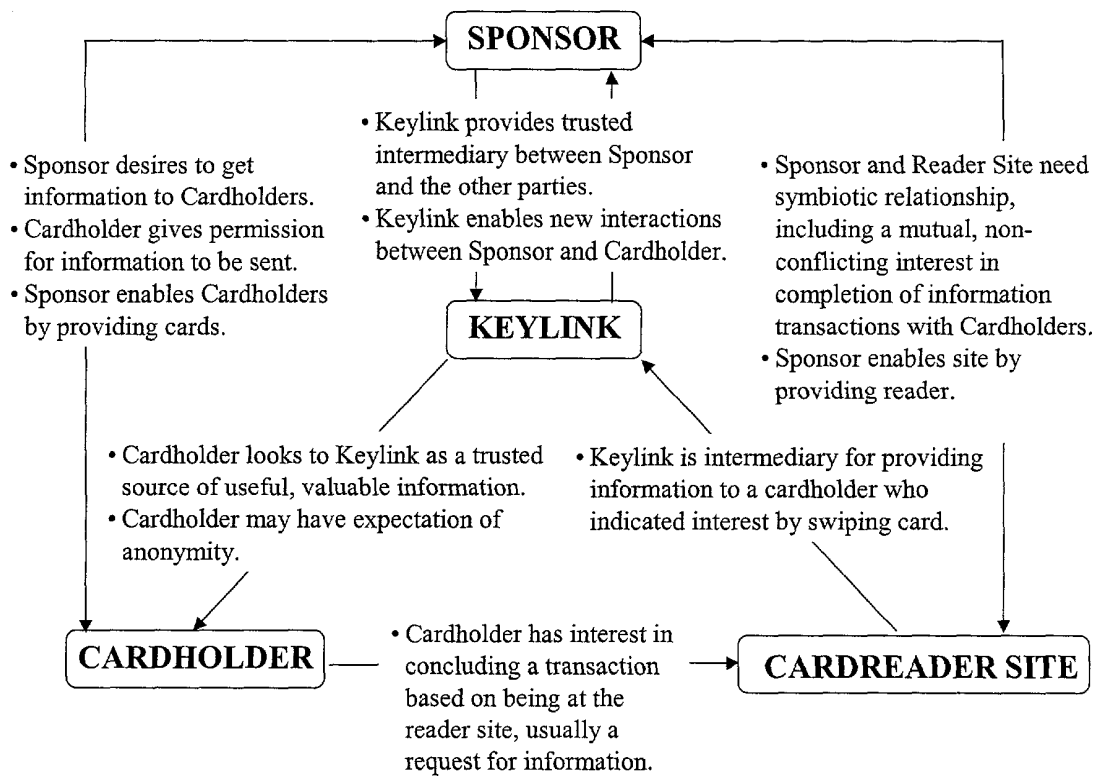 SPONSOR
• Keylink provides trusted
intermediary between Sponsor
and the other parties.
• Keylink enables new interactions
between Sponsor and Cardholder.
• Sponsor desires to get
information to Cardholders.
• Cardholder gives permission
for information to be sent.
• Sponsor enables Cardholders
by providing cards.
• Sponsor and Reader Site need
symbiotic relationship,
including a mutual, non-
conflicting interest in
completion of information
transactions with Cardholders.
• Sponsor enables site by
providing reader.
KEYLINK
• Cardholder looks to Keylink as a trusted
source of useful, valuable information.
• Cardholder may have expectation of
anonymity.
• Keylink is intermediary for providing
information to a cardholder who
indicated interest by swiping card.
CARDHOLDER
• Cardholder has interest in
concluding a transaction
based on being at the
reader site, usually a
request for information.
CARDREADER SITE